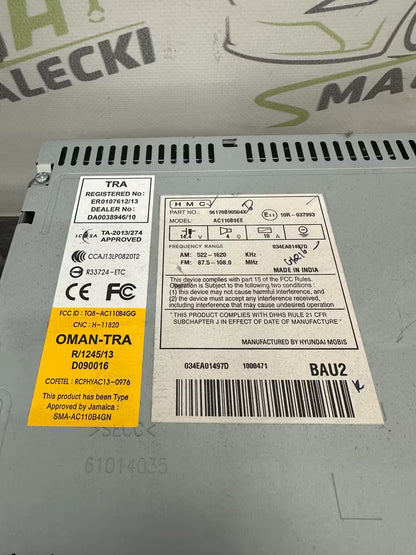 ALECKI
SMA
TRA
REGISTERED No:
ER0107612/13
DEALER No:
DA0038946/10
ICASA
TA-2013/274
APPROVED
CCAJ13LP0820T2
R33724-ETC
CE FC
FCC ID : TQ8-AC110B4GG
CNC : H-11820
OMAN-TRA
R/1245/13
D090016
COFETEL : RCPHYAC13-0976
This product has been Type
Approved by Jamaica :
SMA-AC110B4GN
HMC
PART NO. 96170B90504X
E11 10R-037993
MODEL AC110B9EE
14.4 V 4 Ω 10 A
034EA01497D
FREQUENCY RANGE
AM: 522-1620 KHz
FM: 87.5-108.0 MHz
MADE IN INDIA
This device complies with part 15 of the FCC Rules.
Operation is Subject to the following two conditions :
(1) this device may not cause harmful interference, and
(2) the device must accept any interference received,
including interference that may cause undesired operation.
"THIS PRODUCT COMPLIES WITH DHHS RULE 21 CFR
SUBCHAPTER J IN EFFECT DATE OF MANUFACTURE"
MANUFACTURED BY HYUNDAI MOBIS
034EA01497D 1000471
BAU2
>SECC<
61014035